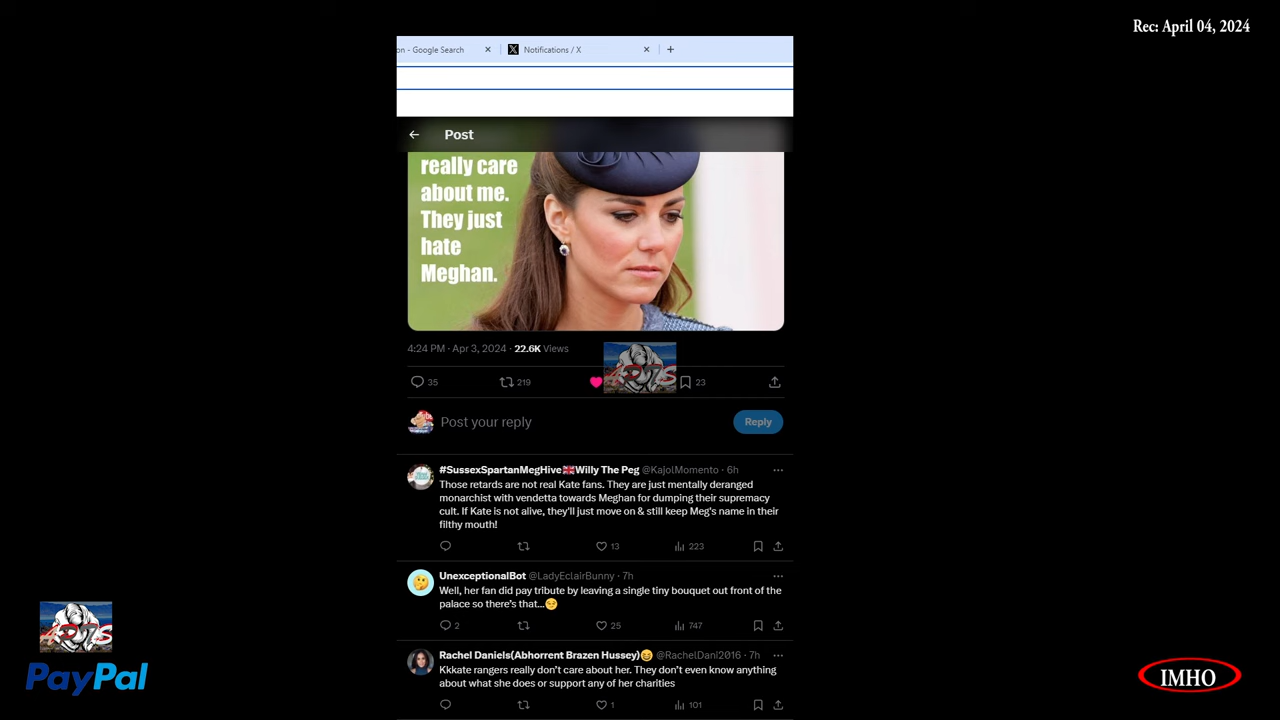 Rec: April 04, 2024
on - Google Search
Notifications / X
Post
really care
about me.
They just
hate
Meghan.
4:24 PM · Apr 3, 2024 · 22.6K Views
35
219
23
Post your reply
Reply
#SussexSpartanMegHive🇬🇧Willy The Peg @KajolMomento · 6h
Those retards are not real Kate fans. They are just mentally deranged
monarchist with vendetta towards Meghan for dumping their supremacy
cult. If Kate is not alive, they'll just move on & still keep Meg's name in their
filthy mouth!
13
223
UnexceptionalBot @LadyEclairBunny · 7h
Well, her fan did pay tribute by leaving a single tiny bouquet out front of the
palace so there's that...😏
2
25
747
Rachel Daniels(Abhorrent Brazen Hussey)😊 @RachelDani2016 · 7h
Kkkate rangers really don't care about her. They don't even know anything
about what she does or support any of her charities
1
101
PayPal
IMHO